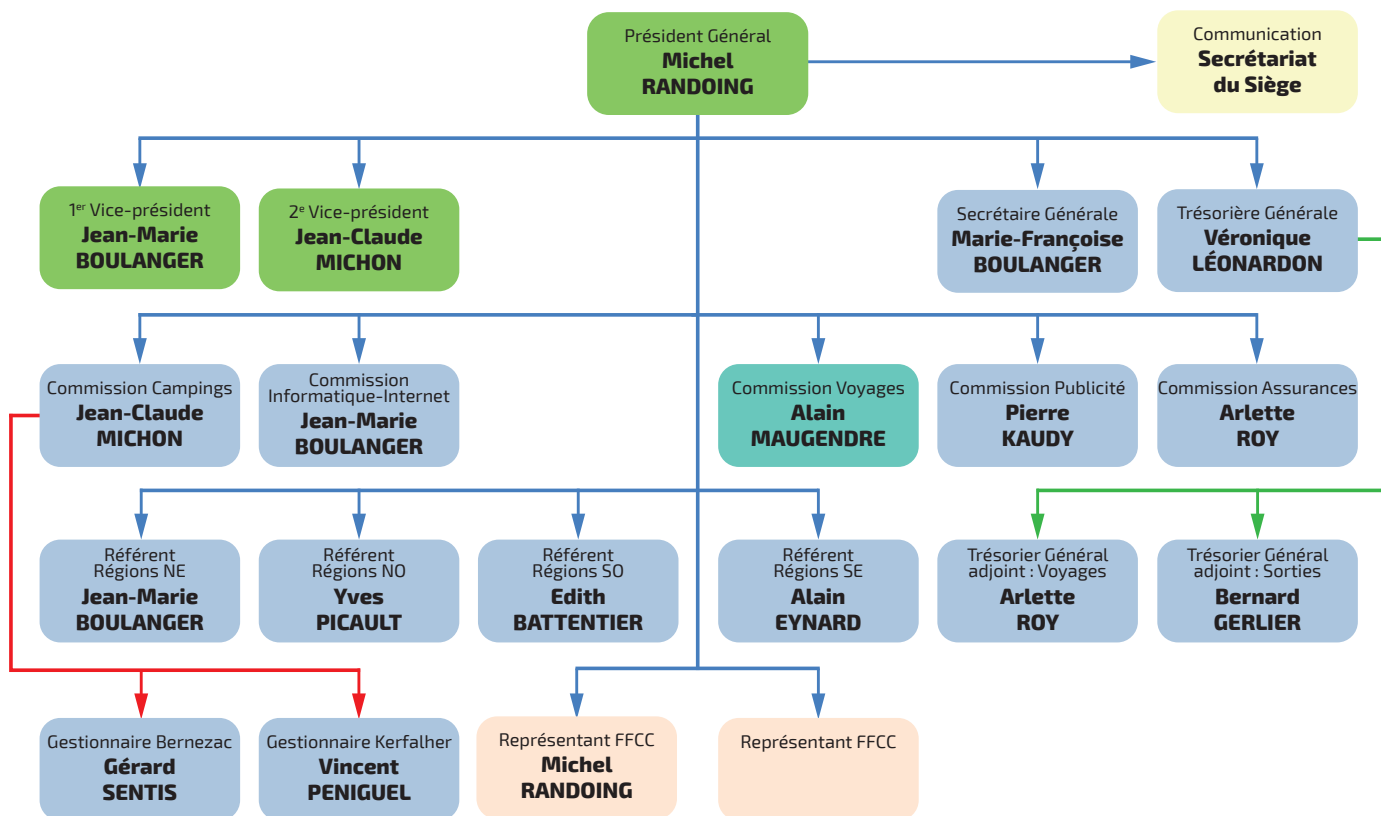 Président Général
Michel
RANDOING
Communication
Secrétariat
du Siège
1er Vice-président
Jean-Marie
BOULANGER
2e Vice-président
Jean-Claude
MICHON
Secrétaire Générale
Marie-Françoise
BOULANGER
Trésorière Générale
Véronique
LÉONARDON
Commission Campings
Jean-Claude
MICHON
Commission
Informatique-Internet
Jean-Marie
BOULANGER
Commission Voyages
Alain
MAUGENDRE
Commission Publicité
Pierre
KAUDY
Commission Assurances
Arlette
ROY
Référent
Régions NE
Jean-Marie
BOULANGER
Référent
Régions NO
Yves
PICAULT
Référent
Régions SO
Edith
BATTENTIER
Référent
Régions SE
Alain
EYNARD
Trésorier Général
adjoint : Voyages
Arlette
ROY
Trésorier Général
adjoint : Sorties
Bernard
GERLIER
Gestionnaire Bernezac
Gérard
SENTIS
Gestionnaire Kerfalher
Vincent
PENIGUEL
Représentant FFCC
Michel
RANDOING
Représentant FFCC